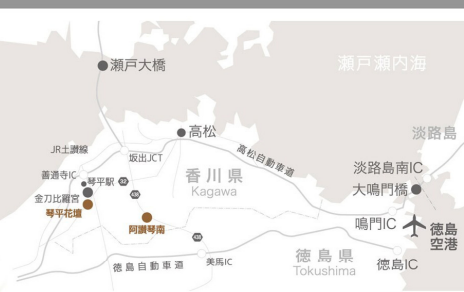 瀬戸大橋
瀬戸瀬内海
高松
淡路島
JR土讃線
坂出JCT
高松自動車道
善通寺IC
琴平駅
香川県
Kagawa
淡路島南IC
大鳴門橋
金刀比羅宮
琴平花壇
阿讃琴南
鳴門IC
徳島
空港
徳島自動車道
美馬IC
徳島県
Tokushima
徳島IC